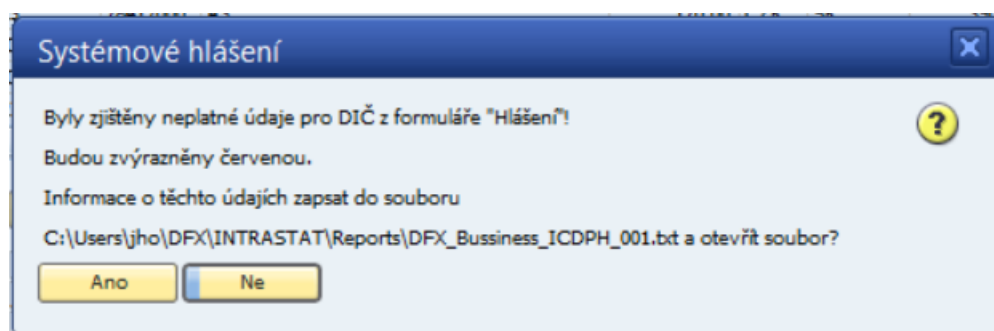 Systémové hlášení
Byly zjištěny neplatné údaje pro DIČ z formuláře "Hlášení"!
Budou zvýrazněny červenou.
Informace o těchto údajích zapsat do souboru
C:\Users\jho\DFX\INTRASTAT\Reports\DFX_Bussiness_ICDPH_001.txt a otevřít soubor?
Ano
Ne